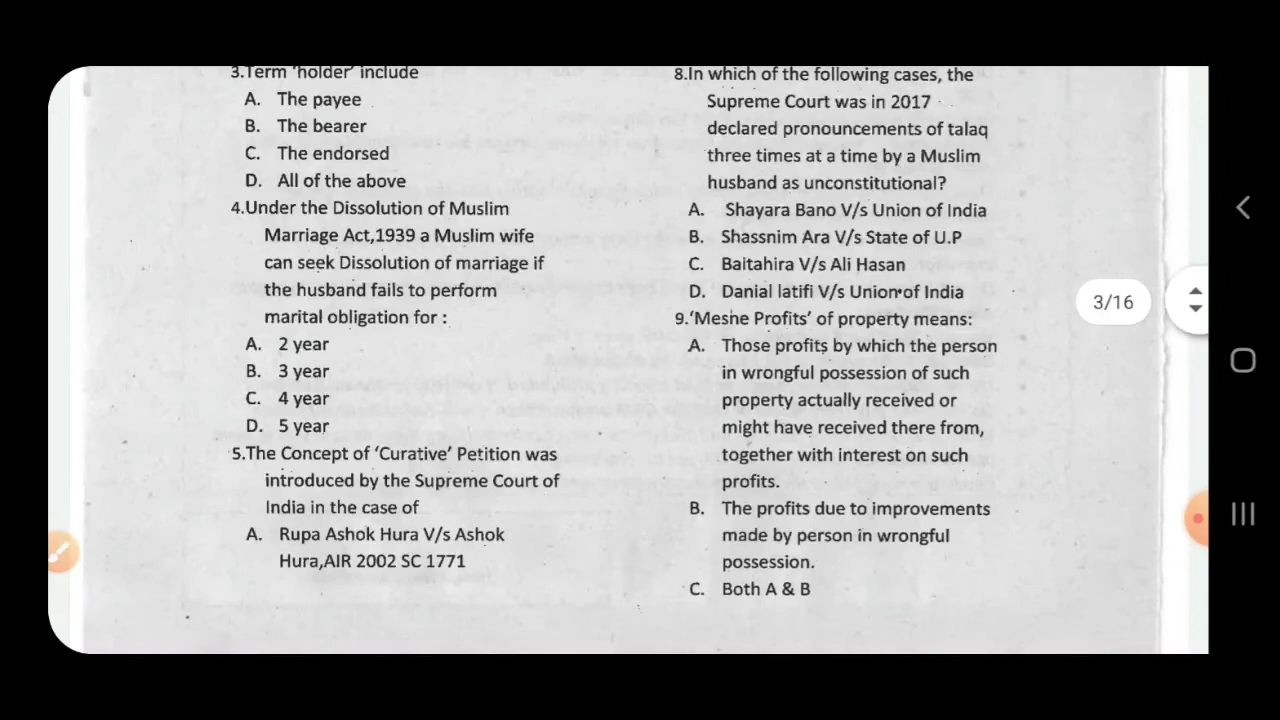 3.Term 'holder' include
A. The payee
B. The bearer
C. The endorsed
D. All of the above
4.Under the Dissolution of Muslim
Marriage Act,1939 a Muslim wife
can seek Dissolution of marriage if
the husband fails to perform
marital obligation for :
A. 2 year
B. 3 year
C. 4 year
D. 5 year
5.The Concept of 'Curative' Petition was
introduced by the Supreme Court of
India in the case of
A. Rupa Ashok Hura V/s Ashok
Hura,AIR 2002 SC 1771
8.In which of the following cases, the
Supreme Court was in 2017
declared pronouncements of talaq
three times at a time by a Muslim
husband as unconstitutional?
A. Shayara Bano V/s Union of India
B. Shassnim Ara V/s State of U.P
C. Baitahira V/s Ali Hasan
D. Danial latifi V/s Union of India
9.'Mesne Profits' of property means:
A. Those profits by which the person
in wrongful possession of such
property actually received or
might have received there from,
together with interest on such
profits.
B. The profits due to improvements
made by person in wrongful
possession.
C. Both A & B
3/16